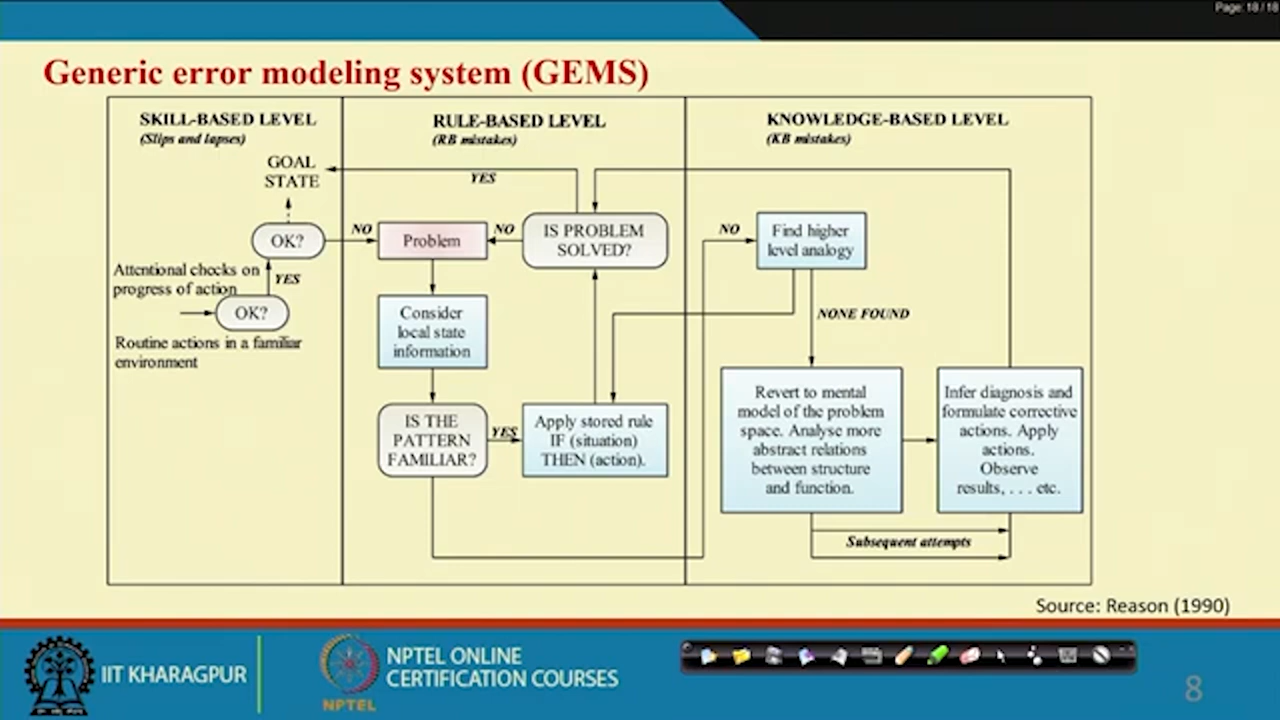 Page: 18 / 18
Generic error modeling system (GEMS)
SKILL-BASED LEVEL
(Slips and lapses)
GOAL
STATE
OK?
NO
Attentional checks on
progress of action
YES
OK?
Routine actions in a familiar
environment
RULE-BASED LEVEL
(RB mistakes)
YES
Problem
NO
IS PROBLEM
SOLVED?
Consider
local state
information
IS THE
PATTERN
FAMILIAR?
YES
Apply stored rule
IF (situation)
THEN (action).
KNOWLEDGE-BASED LEVEL
(KB mistakes)
NO
Find higher
level analogy
NONE FOUND
Revert to mental
model of the problem
space. Analyse more
abstract relations
between structure
and function.
Infer diagnosis and
formulate corrective
actions. Apply
actions.
Observe
results, . . . etc.
Subsequent attempts
Source: Reason (1990)
IIT KHARAGPUR
NPTEL
NPTEL ONLINE
CERTIFICATION COURSES
8